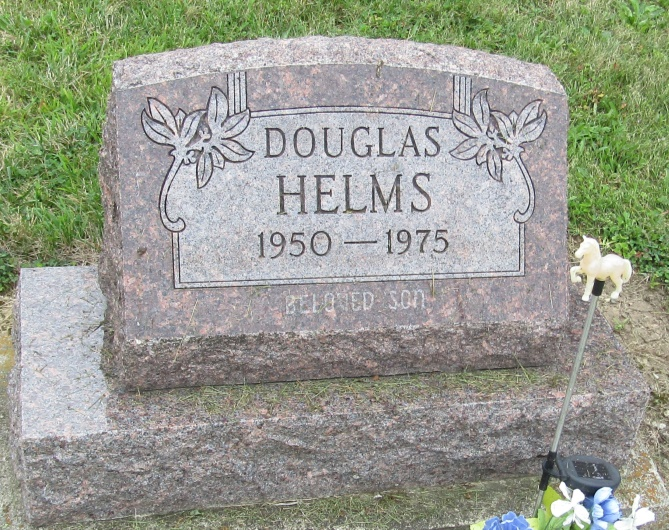 DOUGLAS
HELMS
1950 — 1975
BELOVED SON